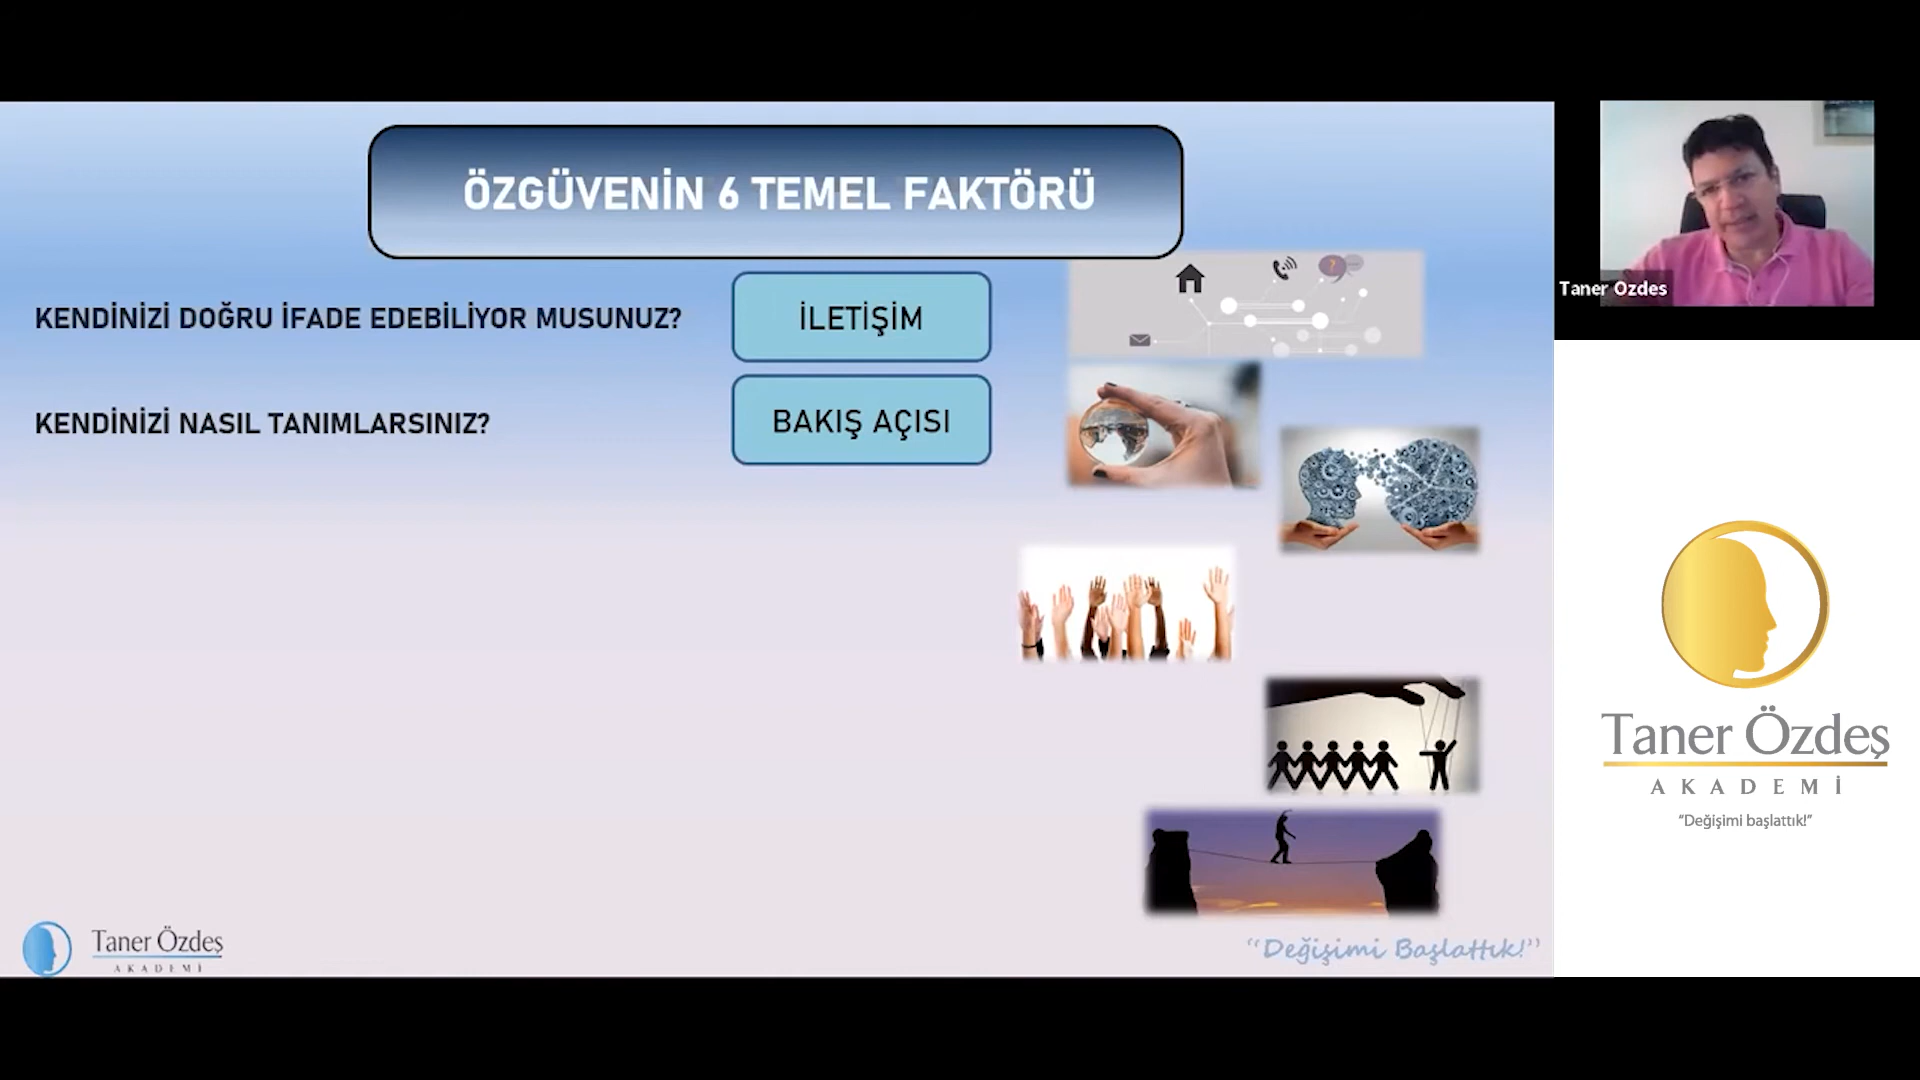 ÖZGÜVENİN 6 TEMEL FAKTÖRÜ
KENDİNİZİ DOĞRU İFADE EDEBİLİYOR MUSUNUZ?
İLETİŞİM
KENDİNİZİ NASIL TANIMLARSINIZ?
BAKIŞ AÇISI
Taner Özdeş
AKADEMİ
“Değişimi Başlattık!”
Taner Ozdes
Taner Özdeş
AKADEMİ
“Değişimi başlattık!”